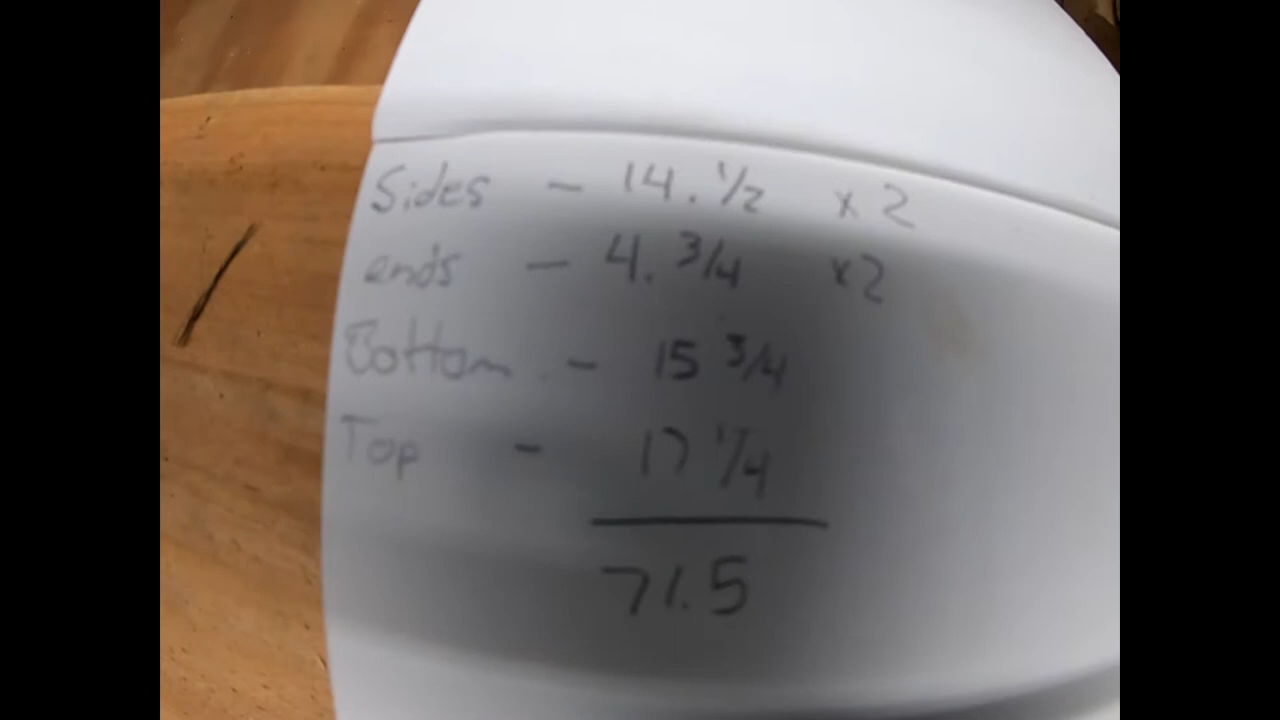 Sides - 14. 1/2 x 2
ends - 4. 3/4 x2
Bottom - 15 3/4
Top - 17 1/4
71.5